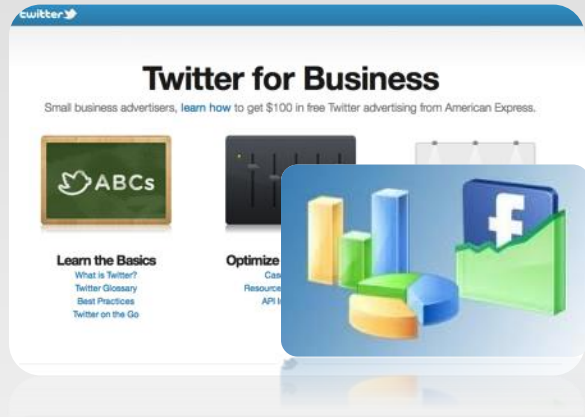 twitter
Twitter for Business
Small business advertisers, learn how to get $100 in free Twitter advertising from American Express.
ABCs
Learn the Basics
What is Twitter?
Twitter Glossary
Best Practices
Twitter on the Go
Optimize
API
f